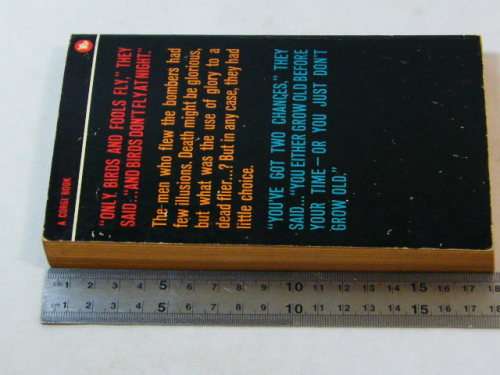 "ONLY BIRDS AND FOOLS FLY," THEY
SAID..."AND BIRDS DON'T FLY AT NIGHT."
The men who flew the bombers had
few illusions. Death might be glorious,
but what was the use of glory to a
dead flier...? But in any case, they had
little choice.
"YOU'VE GOT TWO CHANCES," THEY
SAID..."YOU EITHER GROW OLD BEFORE
YOUR TIME—OR YOU JUST DON'T
GROW OLD."
A CORGI BOOK
cm 1 2 3 4 5 6 7 8 9 10 11 12 13 14 15 16 17 18
1 2 3 4 5 6 7 8 9 10 11 12 13 14 15 16 17 18